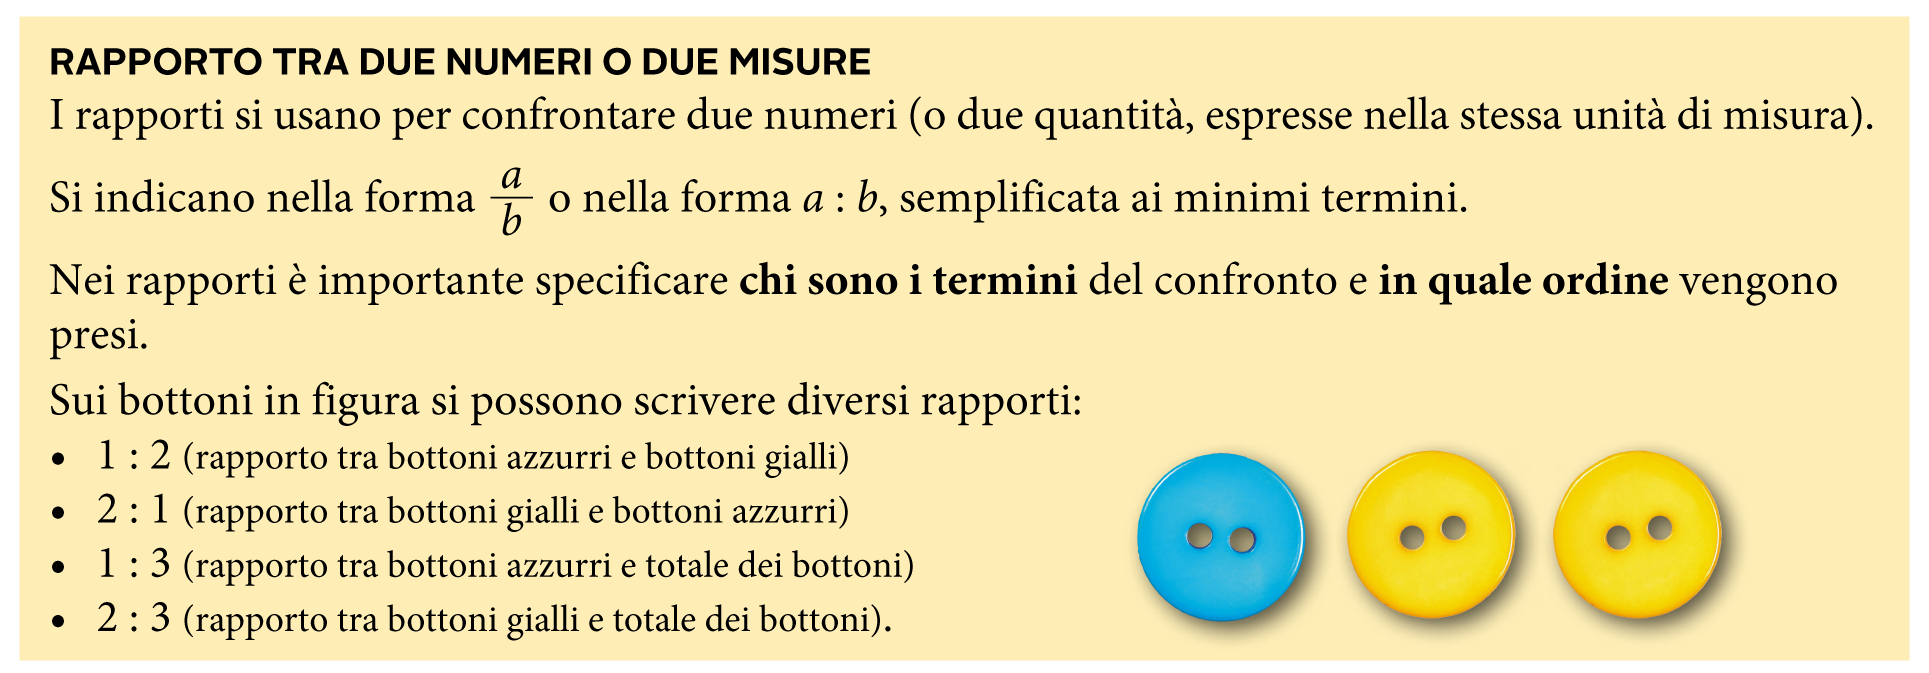 RAPPORTO TRA DUE NUMERI O DUE MISURE
I rapporti si usano per confrontare due numeri (o due quantità, espresse nella stessa unità di misura).
Si indicano nella forma a/b o nella forma a : b, semplificata ai minimi termini.
Nei rapporti è importante specificare chi sono i termini del confronto e in quale ordine vengono
presi.
Sui bottoni in figura si possono scrivere diversi rapporti:
• 1 : 2 (rapporto tra bottoni azzurri e bottoni gialli)
• 2 : 1 (rapporto tra bottoni gialli e bottoni azzurri)
• 1 : 3 (rapporto tra bottoni azzurri e totale dei bottoni)
• 2 : 3 (rapporto tra bottoni gialli e totale dei bottoni).